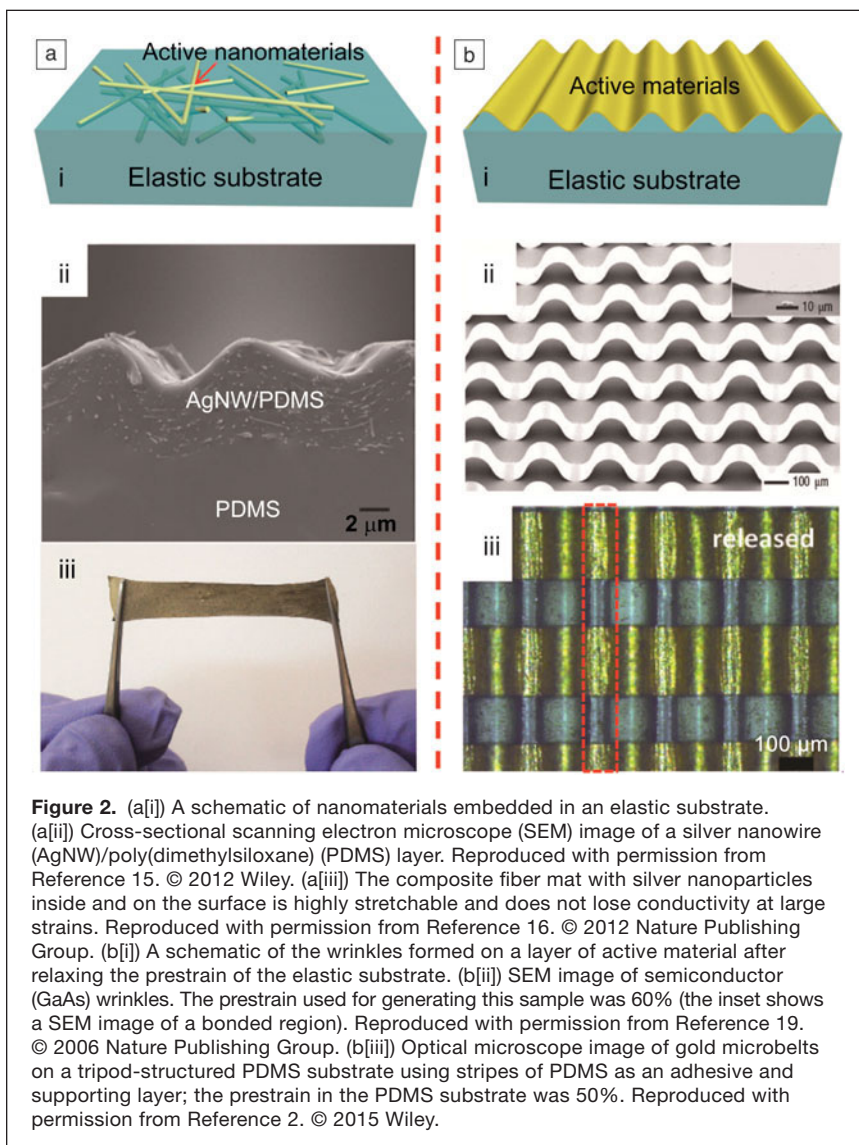 a
Active nanomaterials
i
Elastic substrate
b
Active materials
i
Elastic substrate
ii
AgNW/PDMS
PDMS
2 µm
iii
ii
10 µm
100 µm
iii
released
100 µm
Figure 2. (a[i]) A schematic of nanomaterials embedded in an elastic substrate.
(a[ii]) Cross-sectional scanning electron microscope (SEM) image of a silver nanowire
(AgNW)/poly(dimethylsiloxane) (PDMS) layer. Reproduced with permission from
Reference 15. © 2012 Wiley. (a[iii]) The composite fiber mat with silver nanoparticles
inside and on the surface is highly stretchable and does not lose conductivity at large
strains. Reproduced with permission from Reference 16. © 2012 Nature Publishing
Group. (b[i]) A schematic of the wrinkles formed on a layer of active material after
relaxing the prestrain of the elastic substrate. (b[ii]) SEM image of semiconductor
(GaAs) wrinkles. The prestrain used for generating this sample was 60% (the inset shows
a SEM image of a bonded region). Reproduced with permission from Reference 19.
© 2006 Nature Publishing Group. (b[iii]) Optical microscope image of gold microbelts
on a tripod-structured PDMS substrate using stripes of PDMS as an adhesive and
supporting layer; the prestrain in the PDMS substrate was 50%. Reproduced with
permission from Reference 2. © 2015 Wiley.